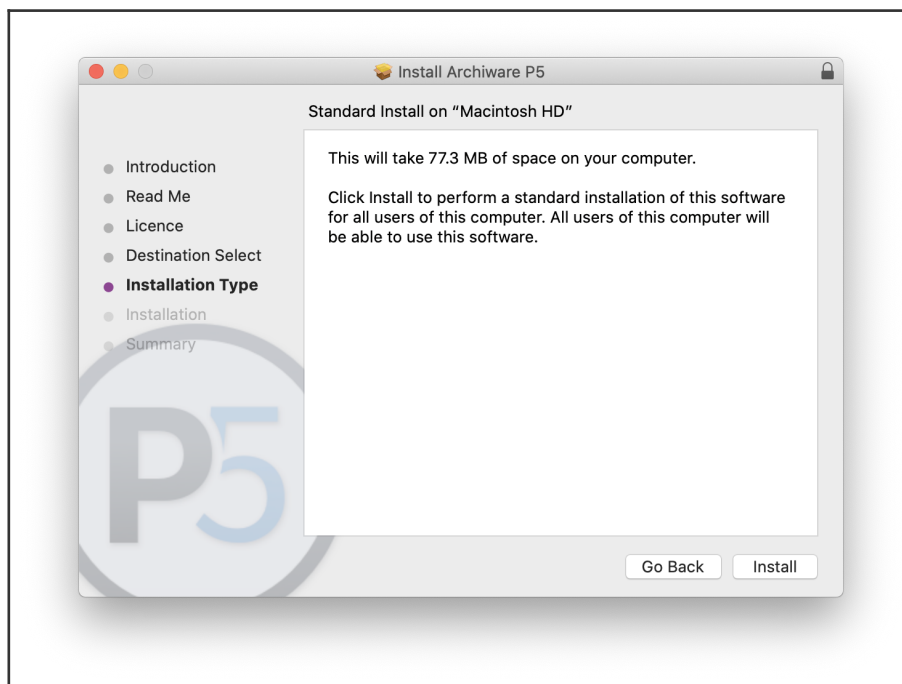 Install Archiware P5
Standard Install on “Macintosh HD”
Introduction
Read Me
Licence
Destination Select
Installation Type
Installation
Summary
This will take 77.3 MB of space on your computer.
Click Install to perform a standard installation of this software
for all users of this computer. All users of this computer will
be able to use this software.
P5
Go Back
Install